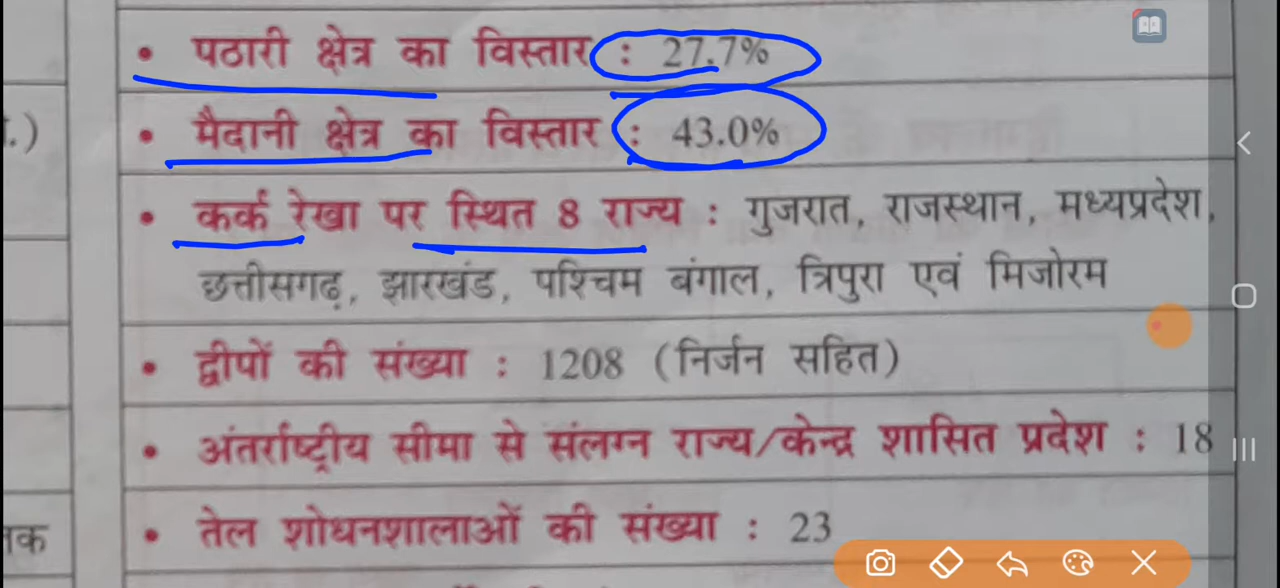 • पठारी क्षेत्र का विस्तार : 27.7%
.)
• मैदानी क्षेत्र का विस्तार : 43.0%
• कर्क रेखा पर स्थित 8 राज्य : गुजरात, राजस्थान, मध्यप्रदेश,
छत्तीसगढ़, झारखंड, पश्चिम बंगाल, त्रिपुरा एवं मिजोरम
• द्वीपों की संख्या : 1208 (निर्जन सहित)
• अंतर्राष्ट्रीय सीमा से संलग्न राज्य/केन्द्र शासित प्रदेश : 18
• तेल शोधनशालाओं की संख्या : 23